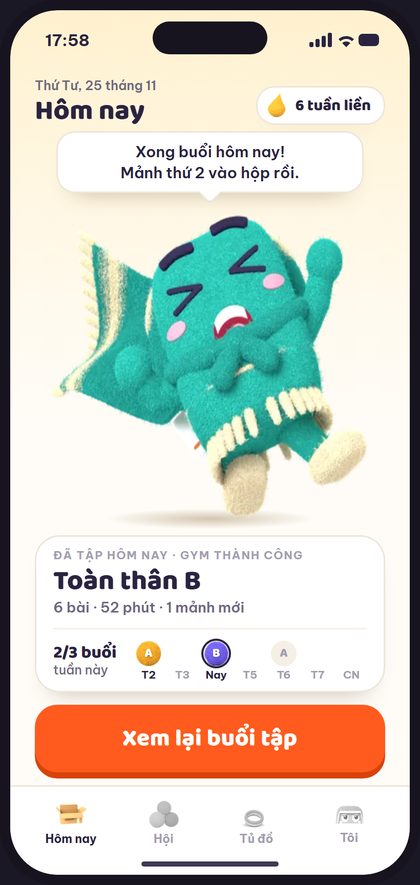 17:58
Thứ Tư, 25 tháng 11
Hôm nay
6 tuần liền
Xong buổi hôm nay!
Mảnh thứ 2 vào hộp rồi.
ĐÃ TẬP HÔM NAY · GYM THÀNH CÔNG
Toàn thân B
6 bài · 52 phút · 1 mảnh mới
2/3 buổi
tuần này
A B A
T2 T3 Nay T5 T6 T7 CN
Xem lại buổi tập
Hôm nay Hội Tủ đồ Tôi